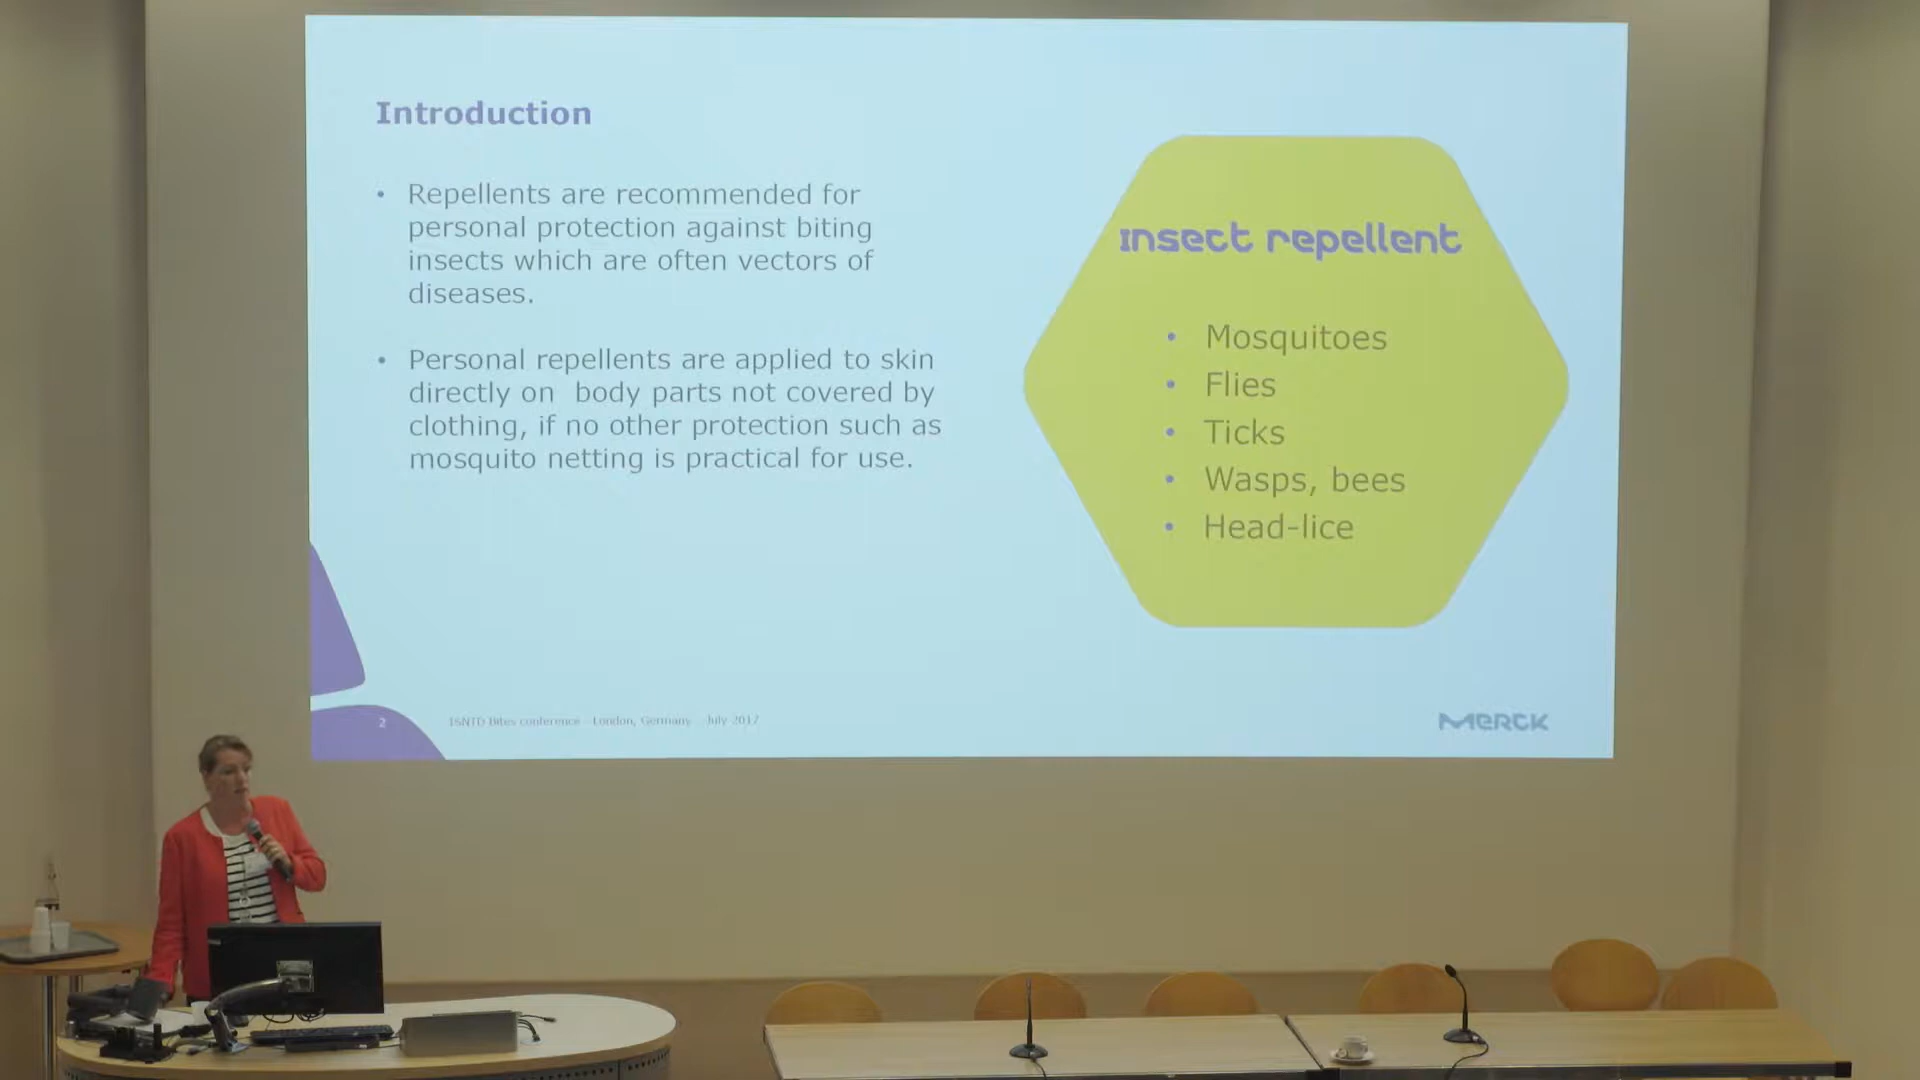 Introduction
• Repellents are recommended for
personal protection against biting
insects which are often vectors of
diseases.
• Personal repellents are applied to skin
directly on body parts not covered by
clothing, if no other protection such as
mosquito netting is practical for use.
Insect repellent
• Mosquitoes
• Flies
• Ticks
• Wasps, bees
• Head-lice
2
ISNTD Bites conference - London, Germany - July 2017
MERCK